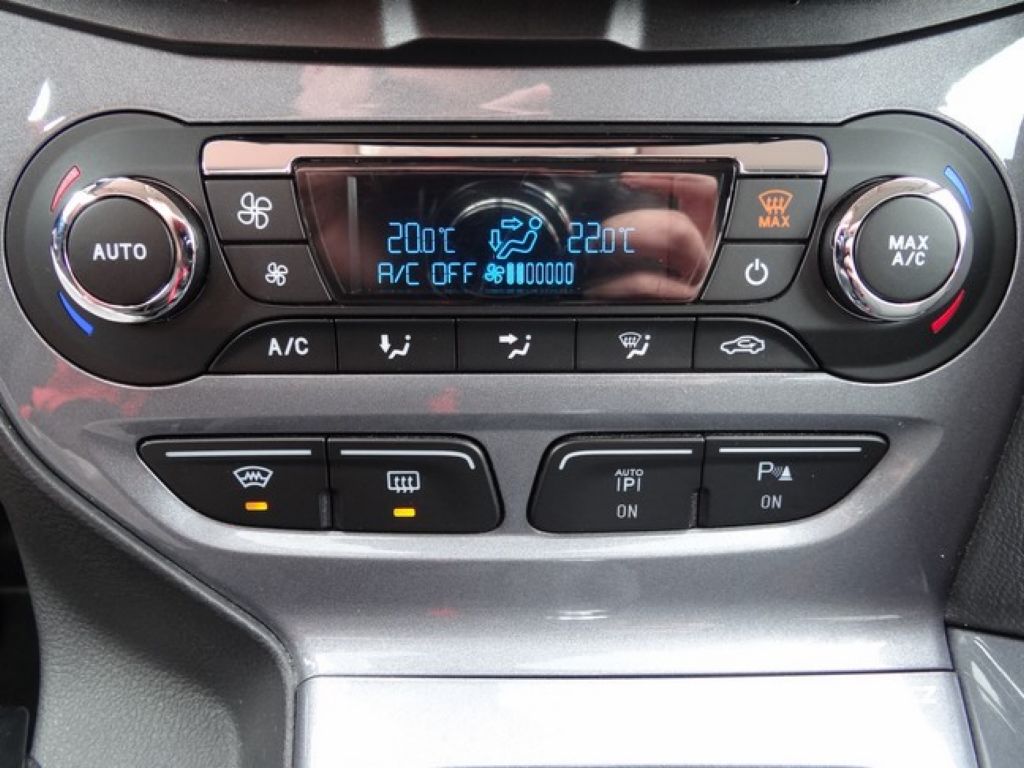 AUTO
20.0°C 22.0°C
A/C OFF
MAX
MAX
A/C
A/C
AUTO
P
ON
P
ON